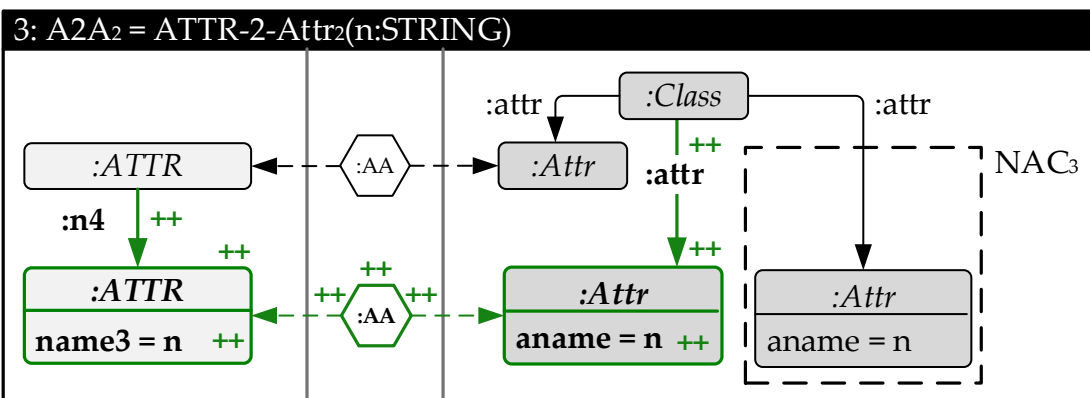 3: A2A₂ = ATTR-2-Attr₂(n:STRING)
:Class
:attr
:attr
++
:ATTR
:AA
:Attr
:attr
NAC₃
:n4
++
++
++
++
:ATTR
++
++
:Attr
:Attr
:AA
name3 = n
++
aname = n
++
aname = n